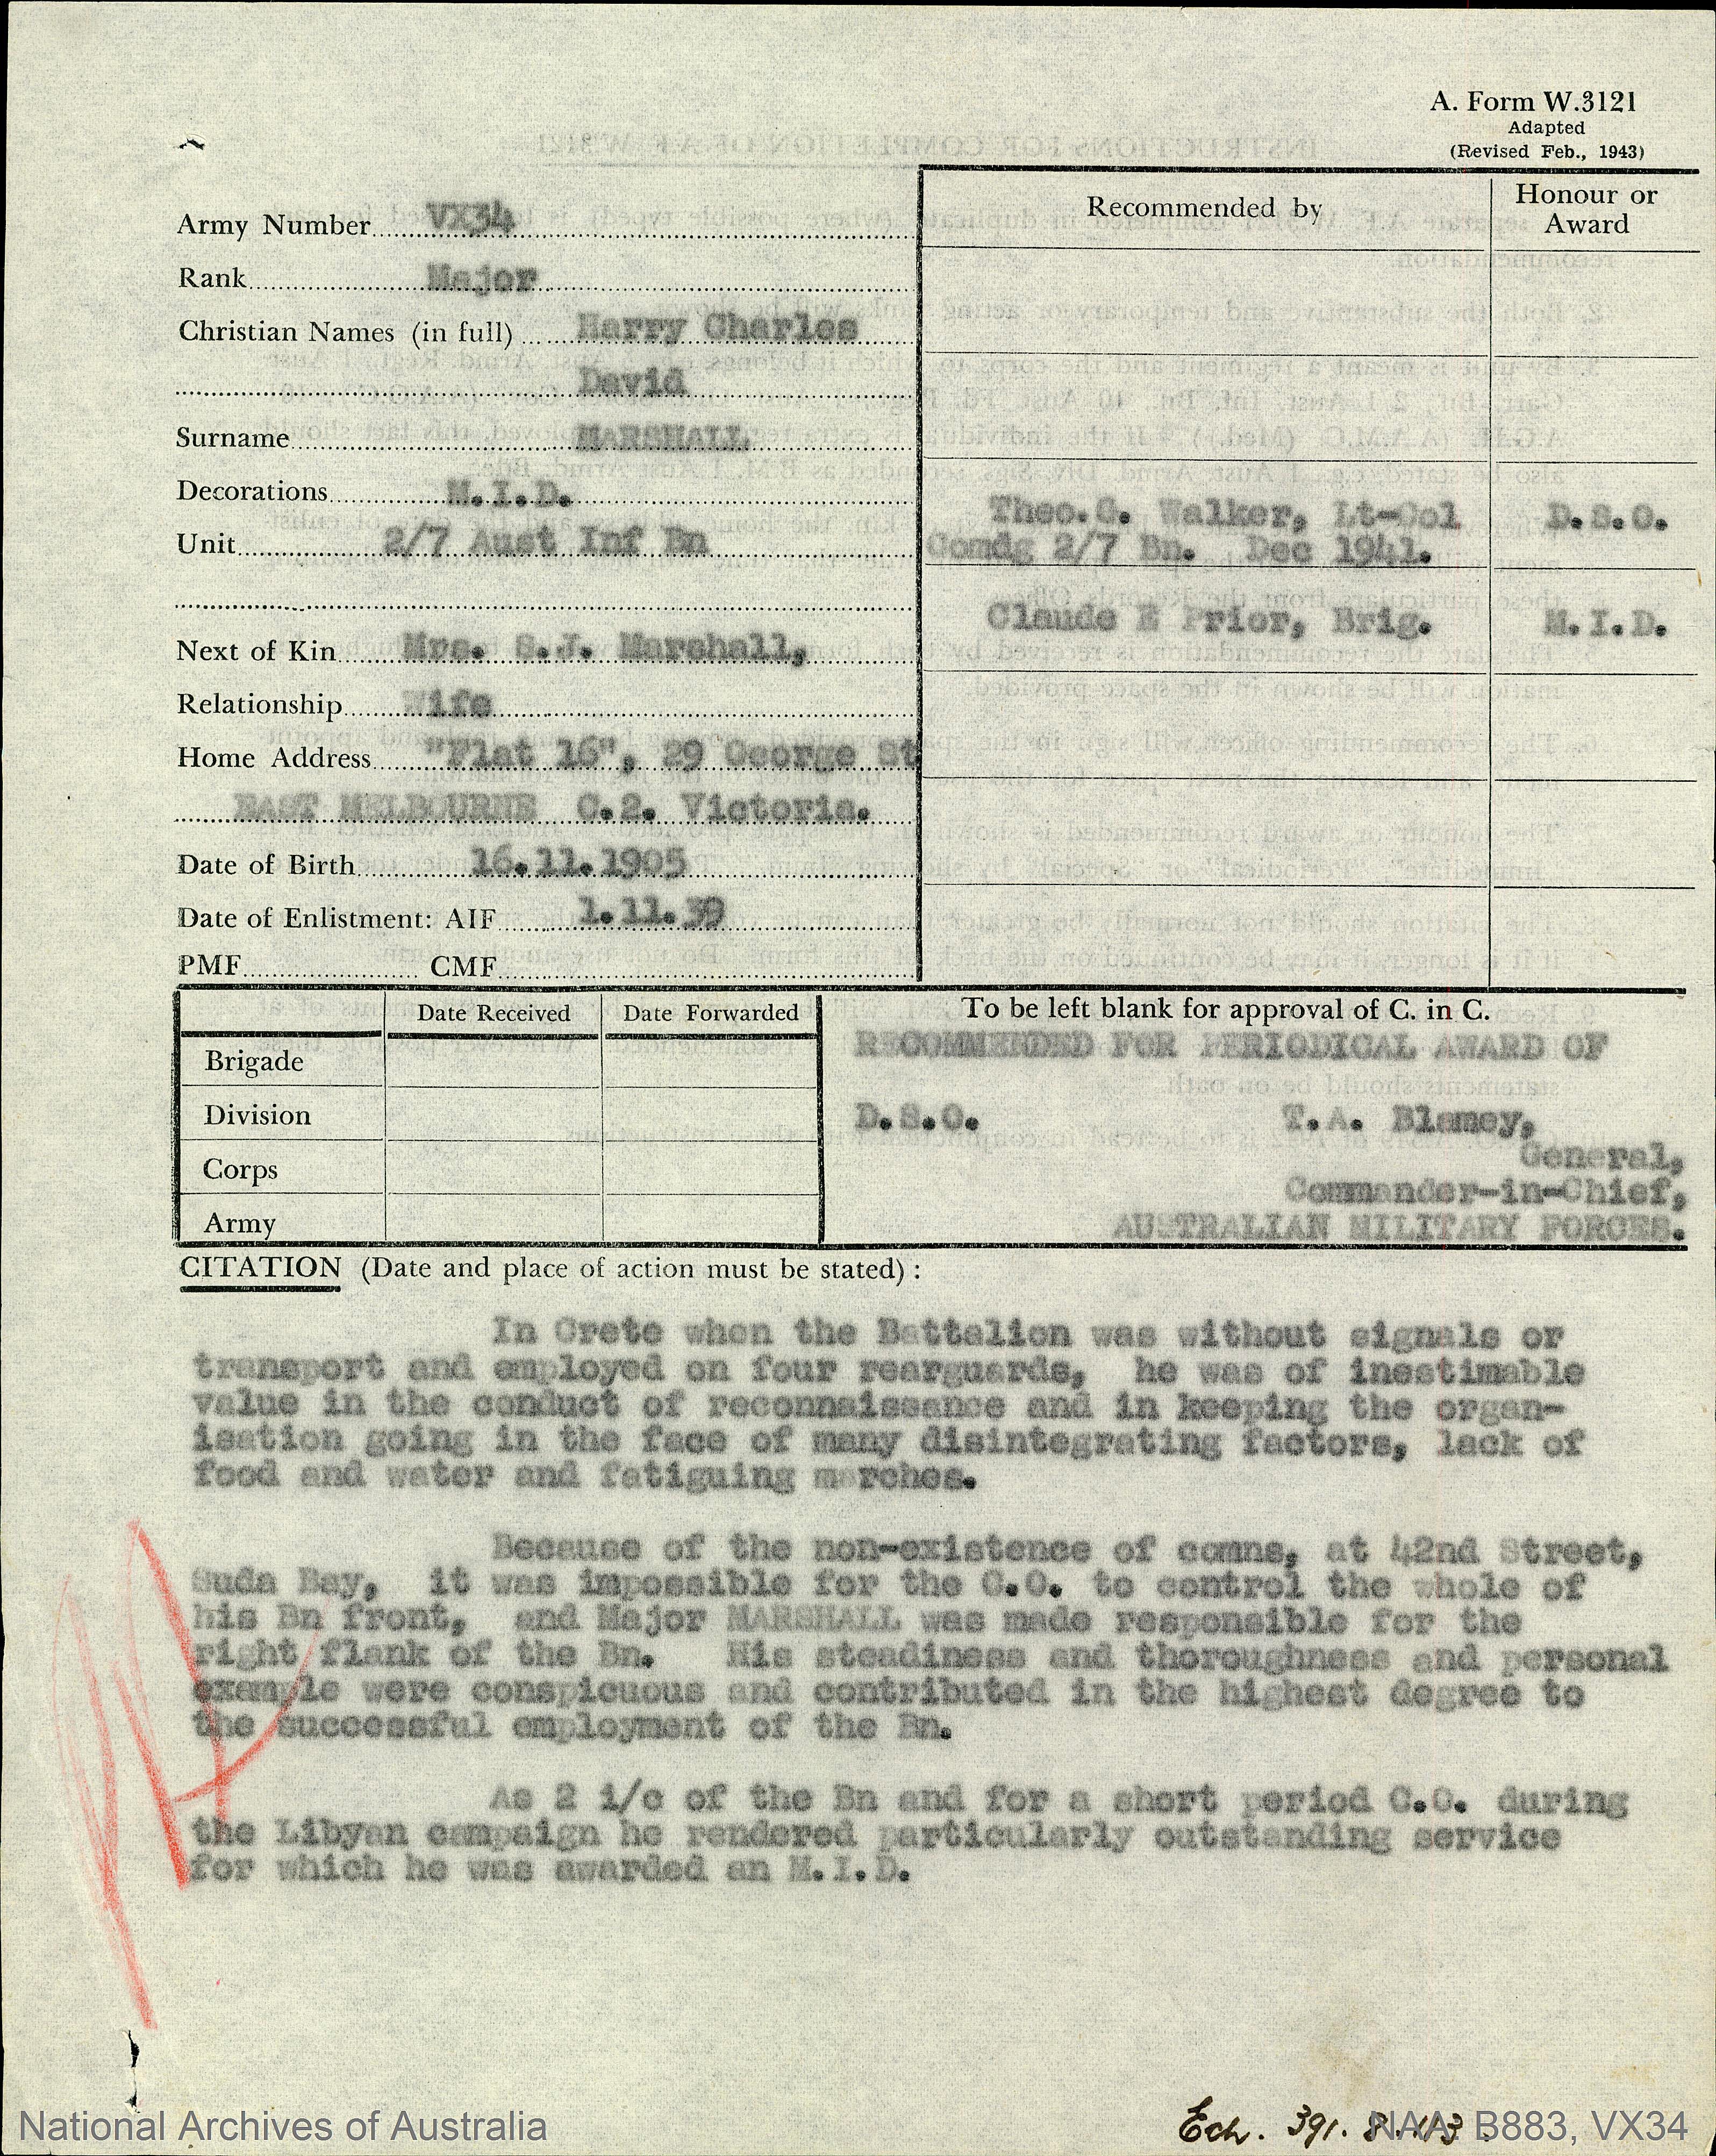 A. Form W.3121
Adapted
(Revised Feb., 1943)
Army Number VX34
Rank Major
Christian Names (in full) Harry Charles
David
Surname MARSHALL
Decorations M.I.D.
Unit 2/7 Aust Inf Bn
Next of Kin Mrs. S.J. Marshall,
Relationship Wife
Home Address "Flat 16", 29 George St
EAST MELBOURNE C.2. Victoria.
Date of Birth 16.11.1905
Date of Enlistment: AIF 1.11.39
PMF CMF
Recommended by
Honour or
Award
Theo.G. Walker, Lt-Col D.S.O.
Comdg 2/7 Bn. Dec 1941.
Claude E Prior, Brig. M.I.D.
Date Received Date Forwarded
Brigade
Division
Corps
Army
To be left blank for approval of C. in C.
RECOMMENDED FOR PERIODICAL AWARD OF
D.S.O. T.A. Blamey,
General,
Commander-in-Chief,
AUSTRALIAN MILITARY FORCES.
CITATION (Date and place of action must be stated) :
In Crete when the Battalion was without signals or
transport and employed on four rearguards, he was of inestimable
value in the conduct of reconnaissance and in keeping the organ-
isation going in the face of many disintegrating factors, lack of
food and water and fatiguing marches.
Because of the non-existence of comns, at 42nd Street,
Suda Bay, it was impossible for the C.O. to control the whole of
his Bn front, and Major MARSHALL was made responsible for the
right flank of the Bn. His steadiness and thoroughness and personal
example were conspicuous and contributed in the highest degree to
the successful employment of the Bn.
As 2 i/c of the Bn and for a short period C.O. during
the Libyan campaign he rendered particularly outstanding service
for which he was awarded an M.I.D.
National Archives of Australia
Ech. 391.
NAA: B883, VX34